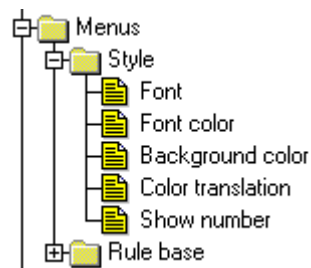 Menus
Style
Font
Font color
Background color
Color translation
Show number
Rule base